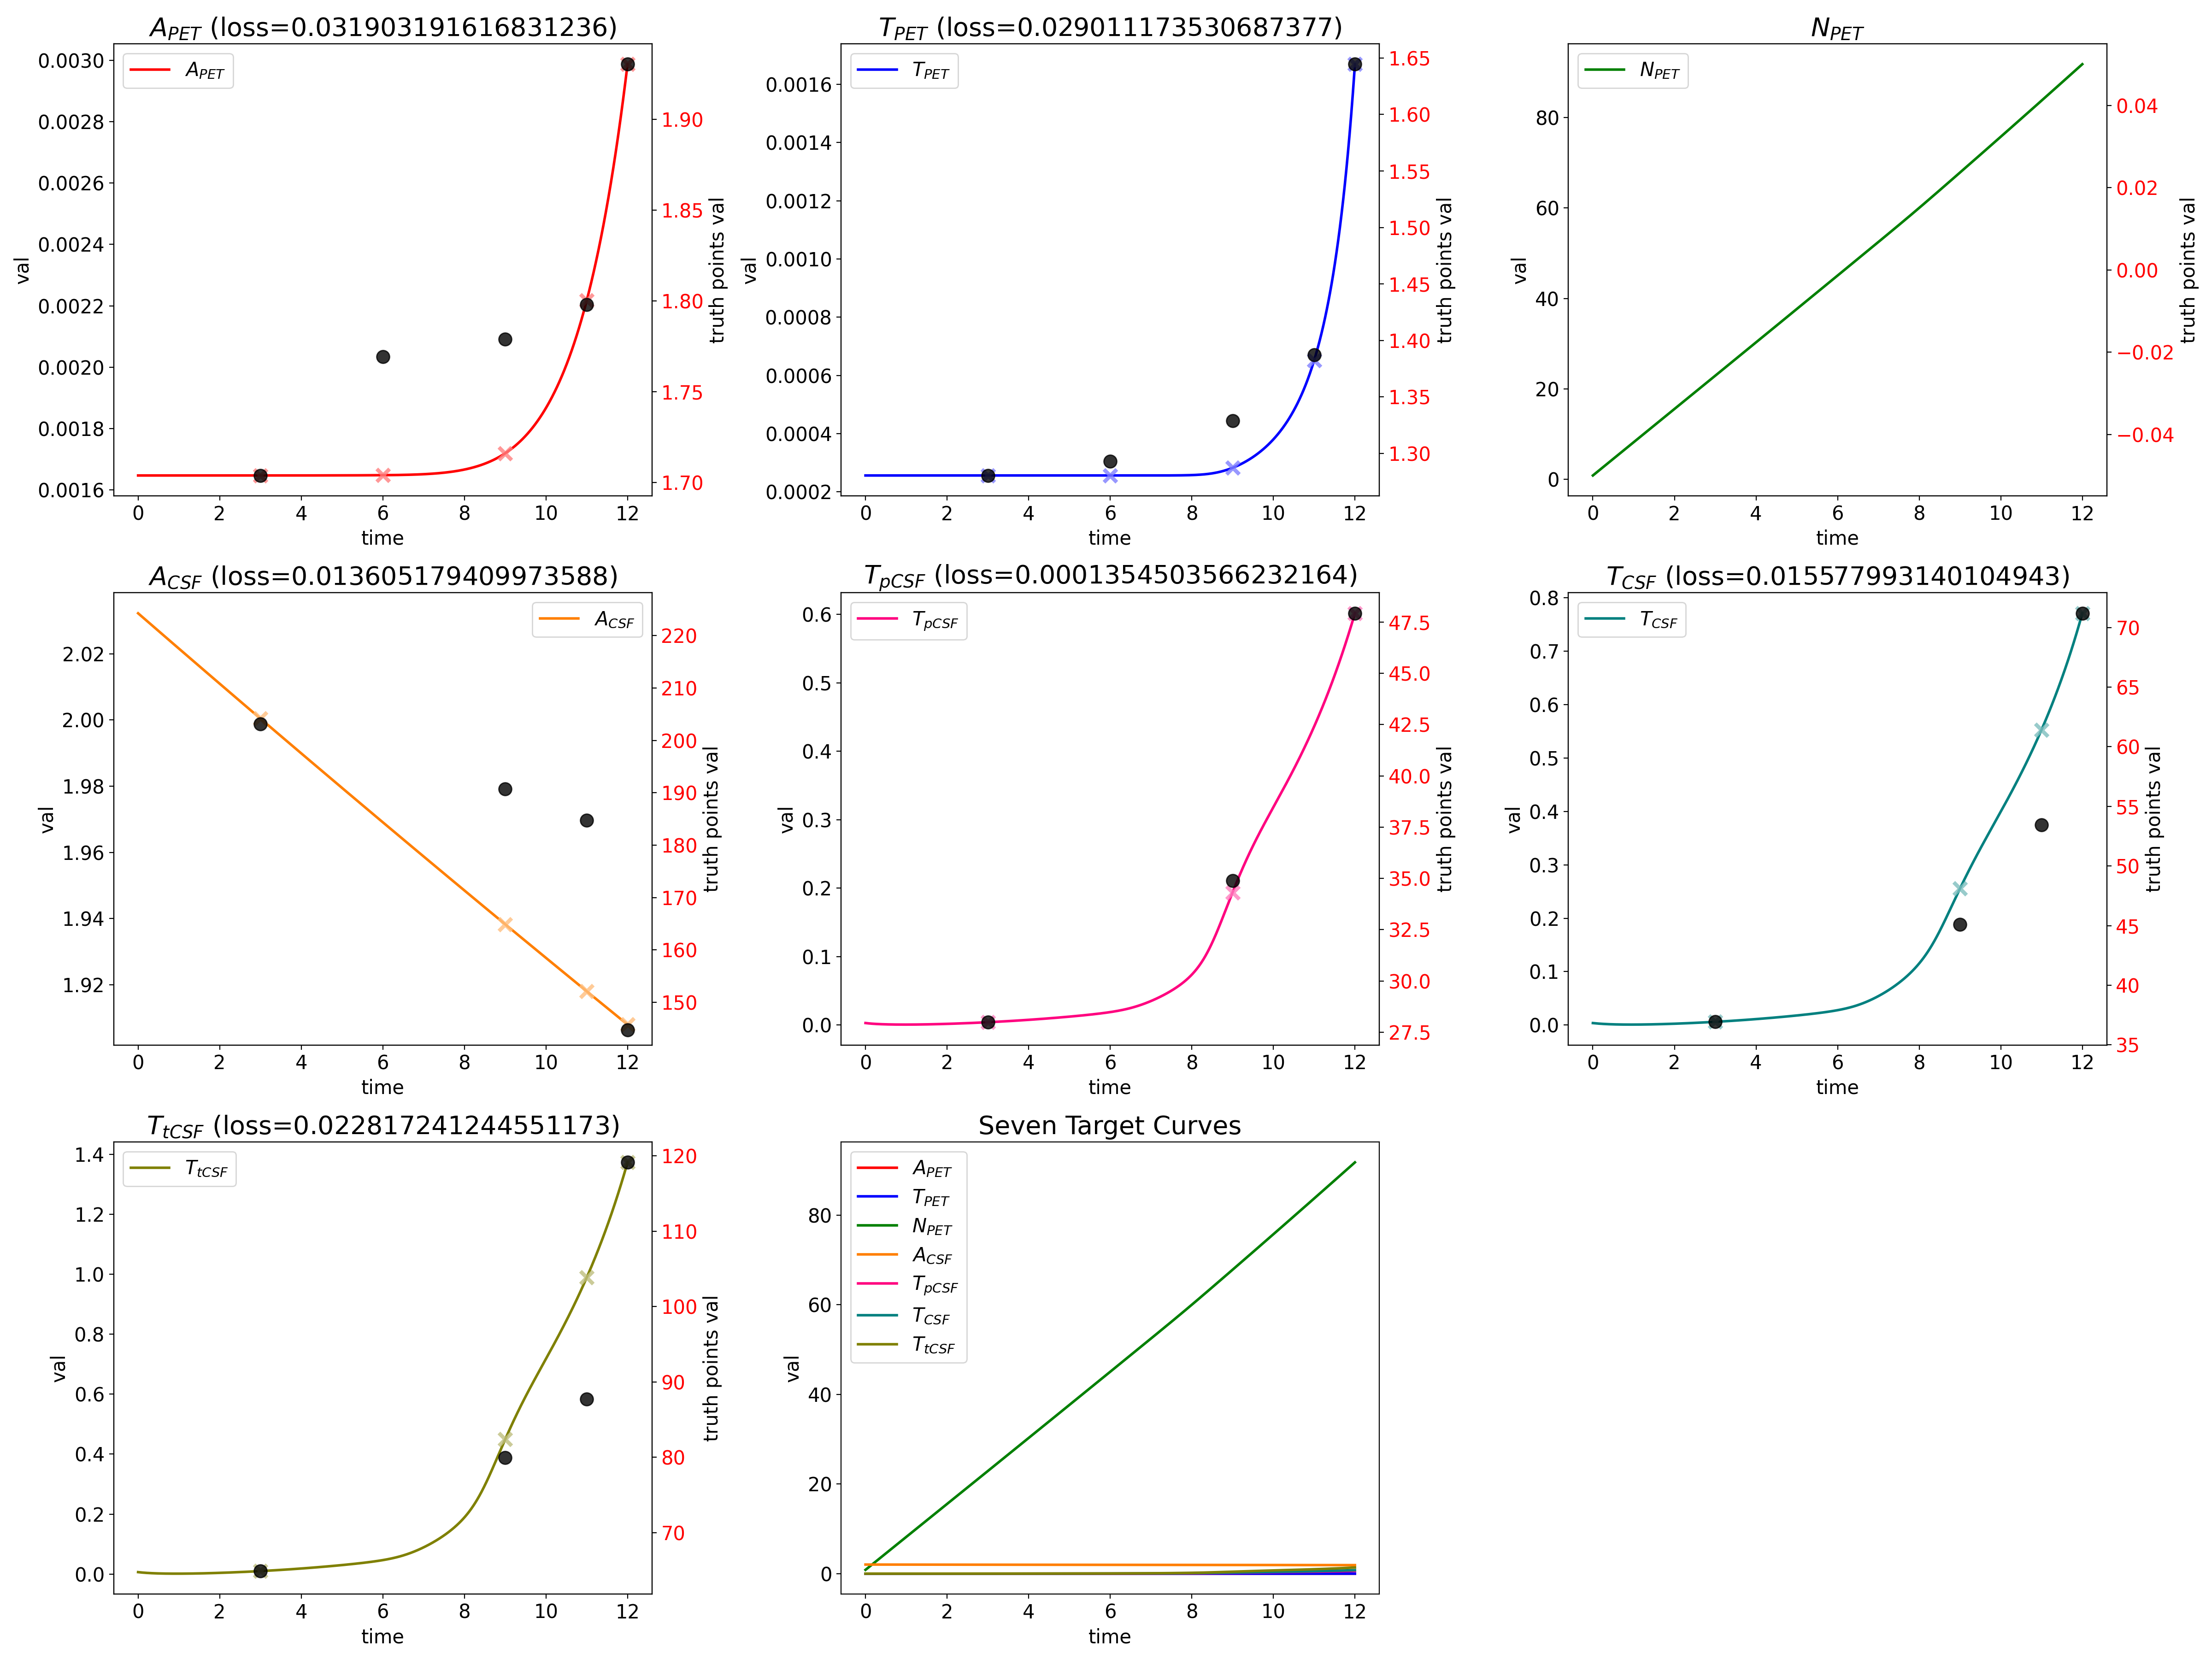 A_PET (loss=0.031903191616831236)
A_PET
0.0030
0.0028
0.0026
0.0024
0.0022
0.0020
0.0018
0.0016
val
1.90
1.85
1.80
1.75
1.70
truth points val
0 2 4 6 8 10 12
time
T_PET (loss=0.029011173530687377)
T_PET
0.0016
0.0014
0.0012
0.0010
0.0008
0.0006
0.0004
0.0002
val
1.65
1.60
1.55
1.50
1.45
1.40
1.35
1.30
truth points val
0 2 4 6 8 10 12
time
N_PET
N_PET
80
60
40
20
0
val
0.04
0.02
0.00
−0.02
−0.04
truth points val
0 2 4 6 8 10 12
time
A_CSF (loss=0.013605179409973588)
A_CSF
2.02
2.00
1.98
1.96
1.94
1.92
val
220
210
200
190
180
170
160
150
truth points val
0 2 4 6 8 10 12
time
T_pCSF (loss=0.0001354503566232164)
T_pCSF
0.6
0.5
0.4
0.3
0.2
0.1
0.0
val
47.5
45.0
42.5
40.0
37.5
35.0
32.5
30.0
27.5
truth points val
0 2 4 6 8 10 12
time
T_CSF (loss=0.015577993140104943)
T_CSF
0.8
0.7
0.6
0.5
0.4
0.3
0.2
0.1
0.0
val
70
65
60
55
50
45
40
35
truth points val
0 2 4 6 8 10 12
time
T_tCSF (loss=0.022817241244551173)
T_tCSF
1.4
1.2
1.0
0.8
0.6
0.4
0.2
0.0
val
120
110
100
90
80
70
truth points val
0 2 4 6 8 10 12
time
Seven Target Curves
A_PET
T_PET
N_PET
A_CSF
T_pCSF
T_CSF
T_tCSF
80
60
40
20
0
val
0 2 4 6 8 10 12
time